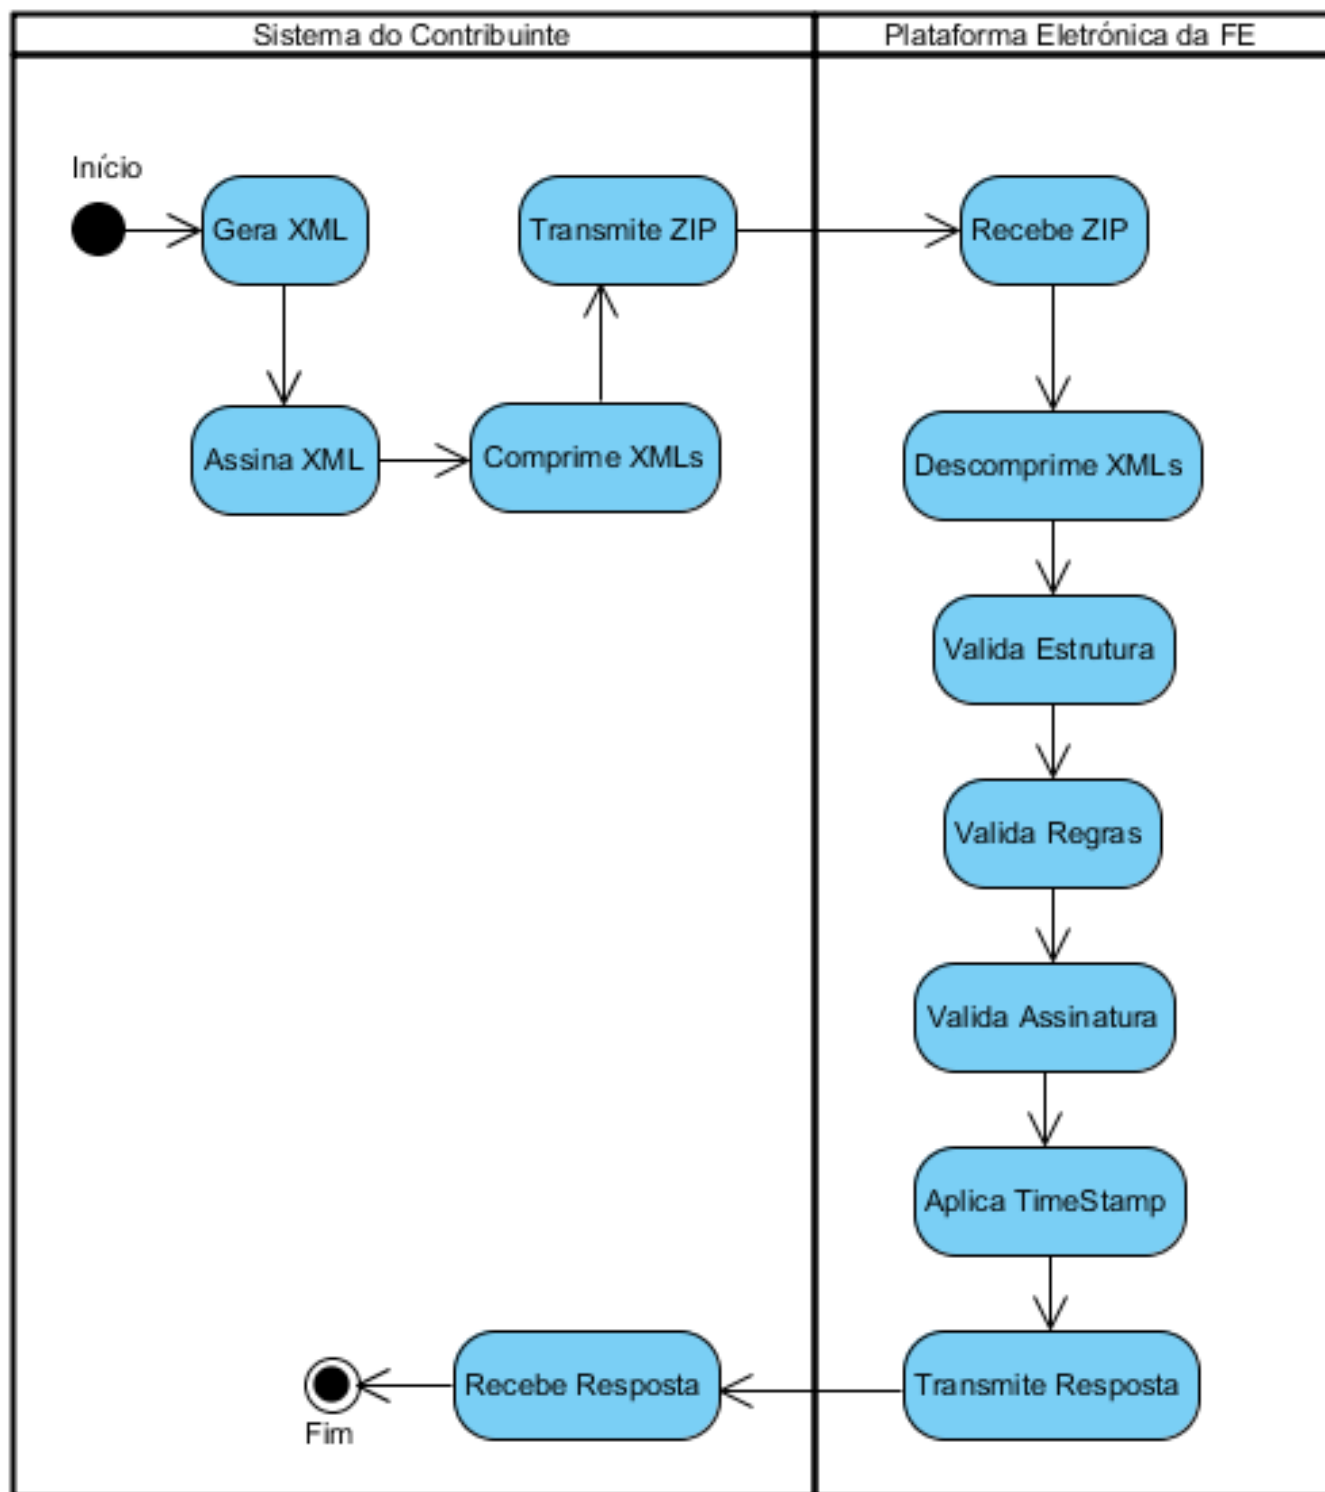 Sistema do Contribuinte
Plataforma Eletrónica da FE
Início
Gera XML
Transmite ZIP
Recebe ZIP
Assina XML
Comprime XMLs
Descomprime XMLs
Valida Estrutura
Valida Regras
Valida Assinatura
Aplica TimeStamp
Recebe Resposta
Transmite Resposta
Fim